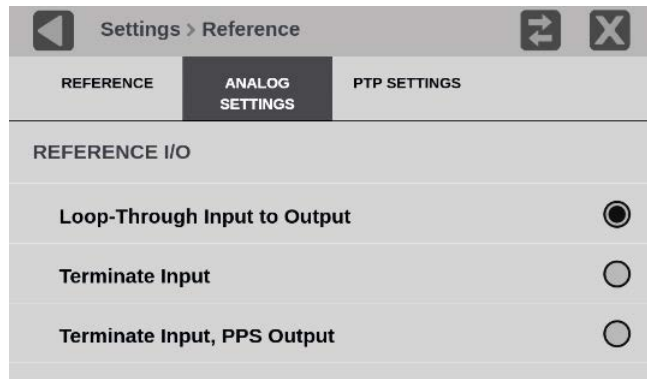 Settings > Reference
REFERENCE
ANALOG
SETTINGS
PTP SETTINGS
REFERENCE I/O
Loop-Through Input to Output
Terminate Input
Terminate Input, PPS Output